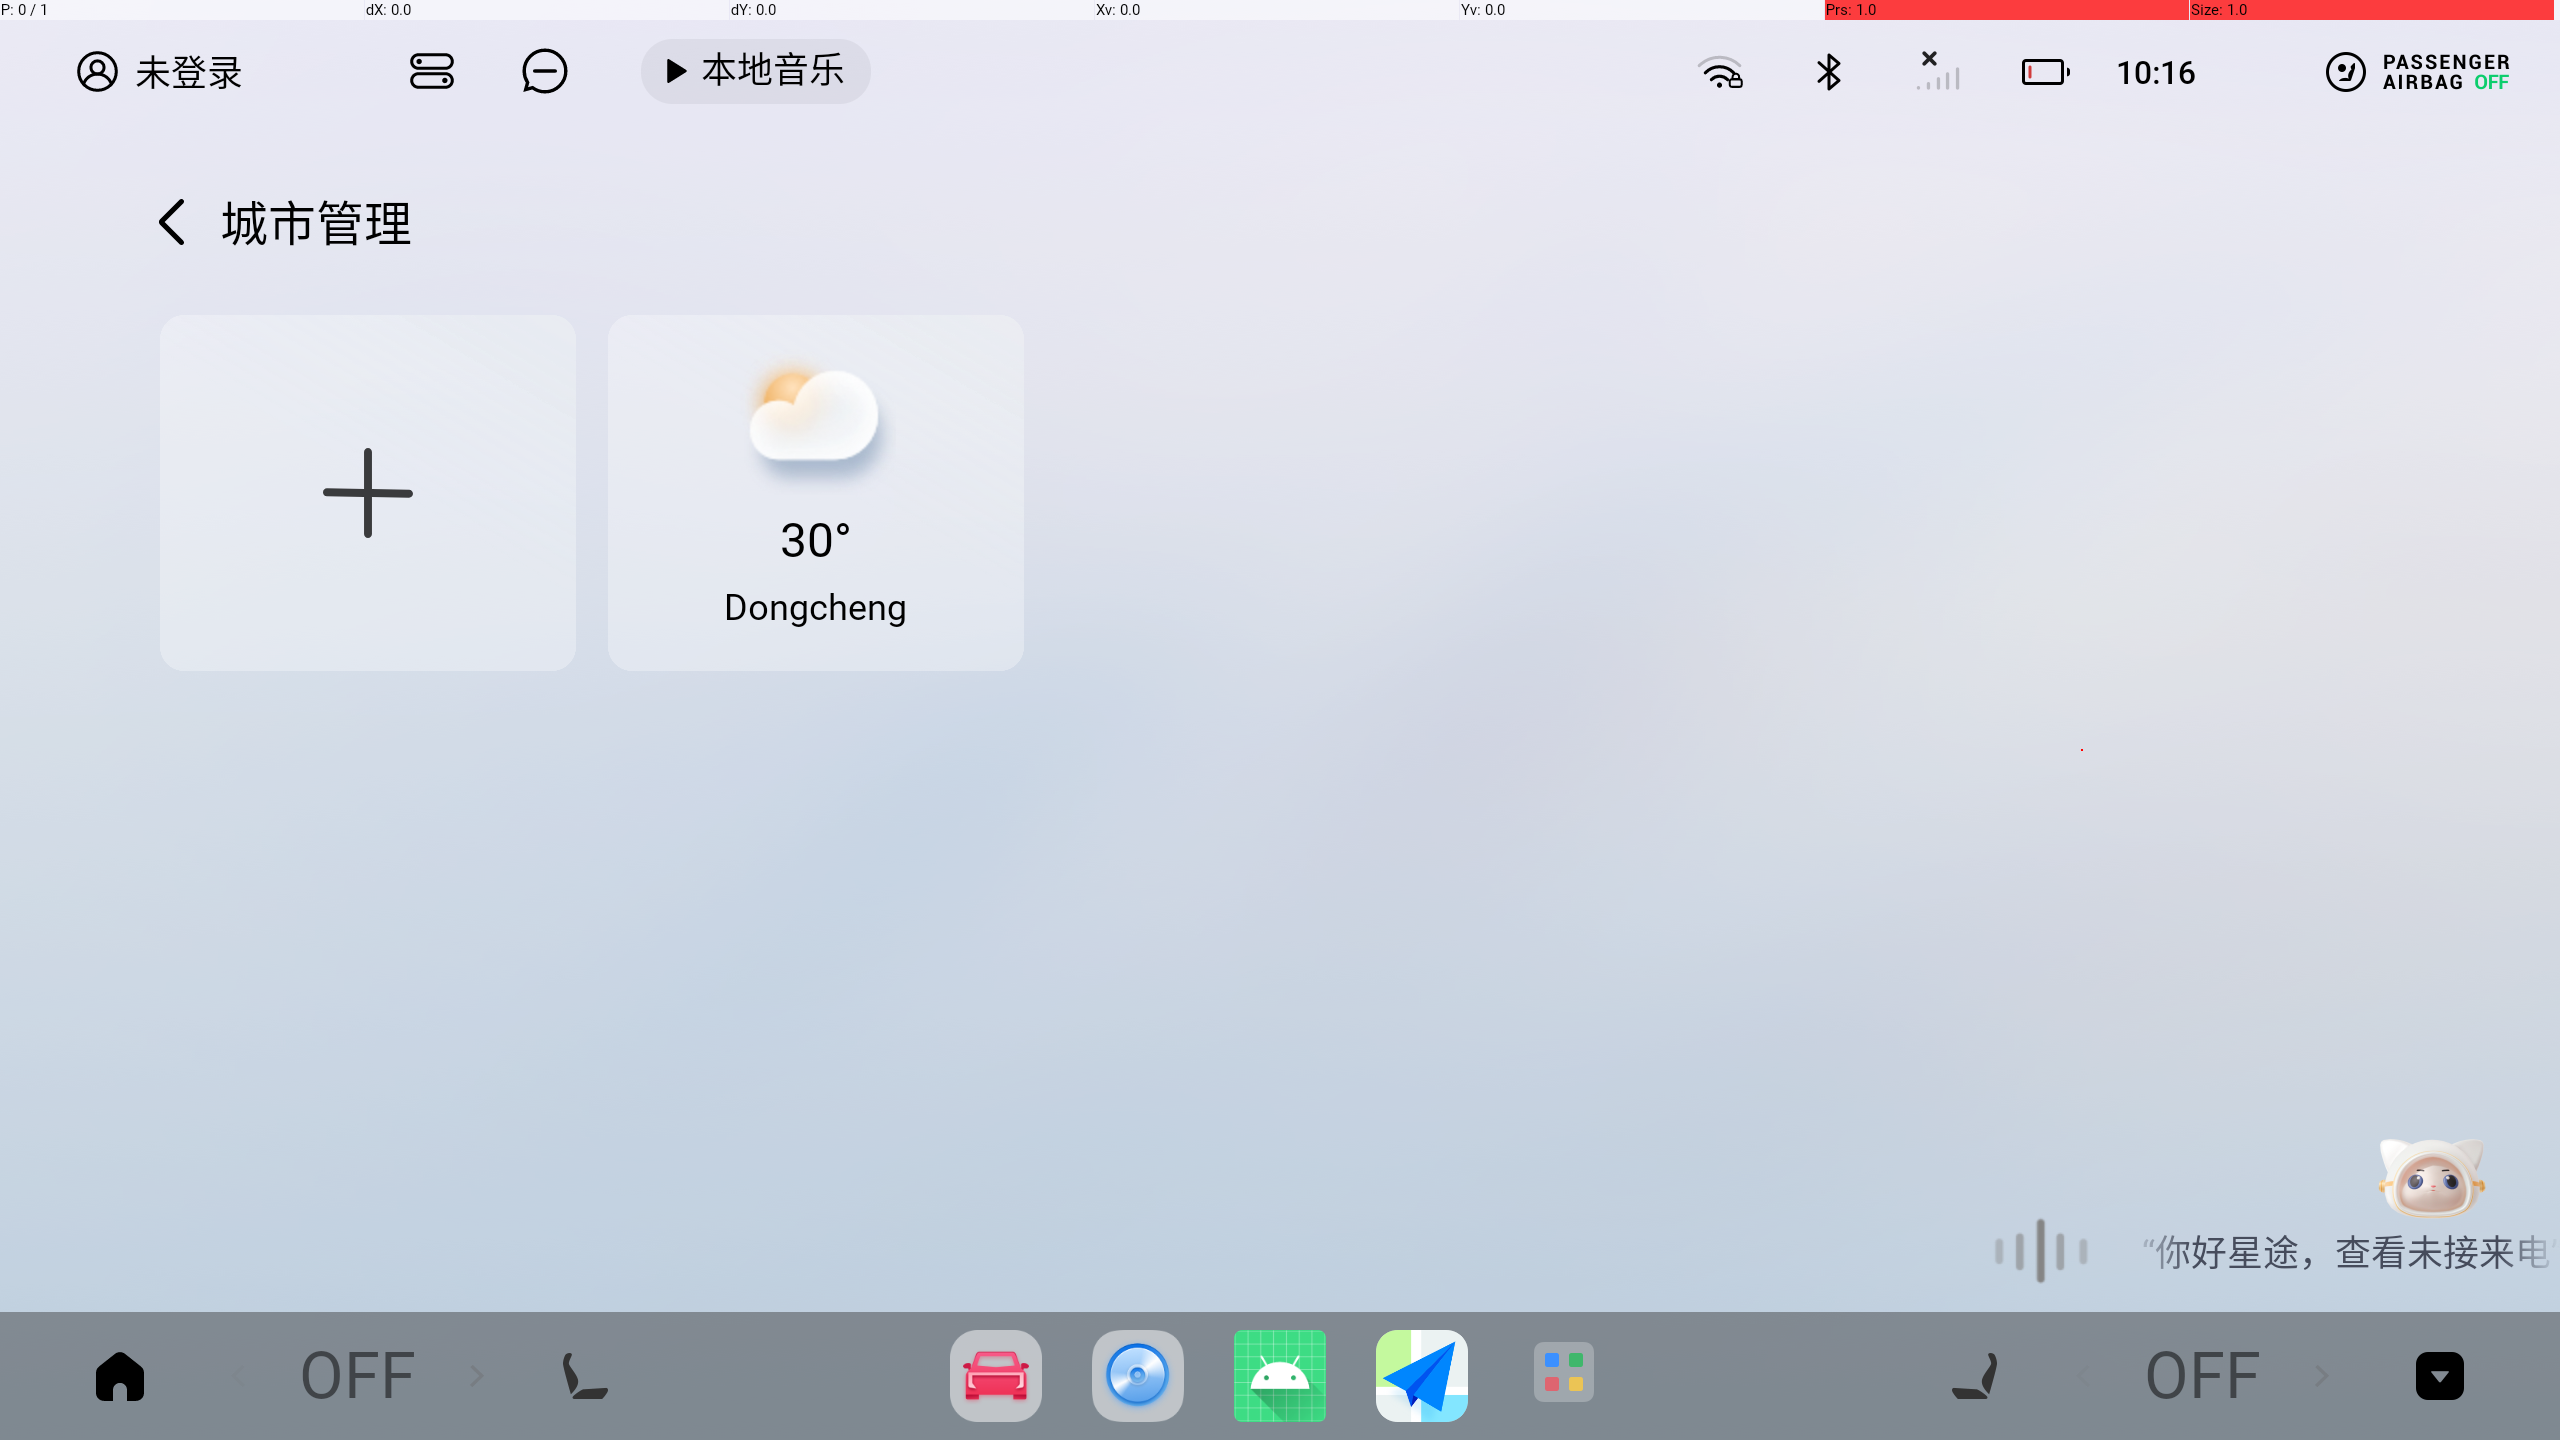 P: 0 / 1 dX: 0.0 dY: 0.0 Xv: 0.0 Yv: 0.0 Prs: 1.0 Size: 1.0
未登录 本地音乐 10:16 PASSENGER
AIRBAG OFF
城市管理
30°
Dongcheng
“你好星途，查看未接来电”
OFF OFF